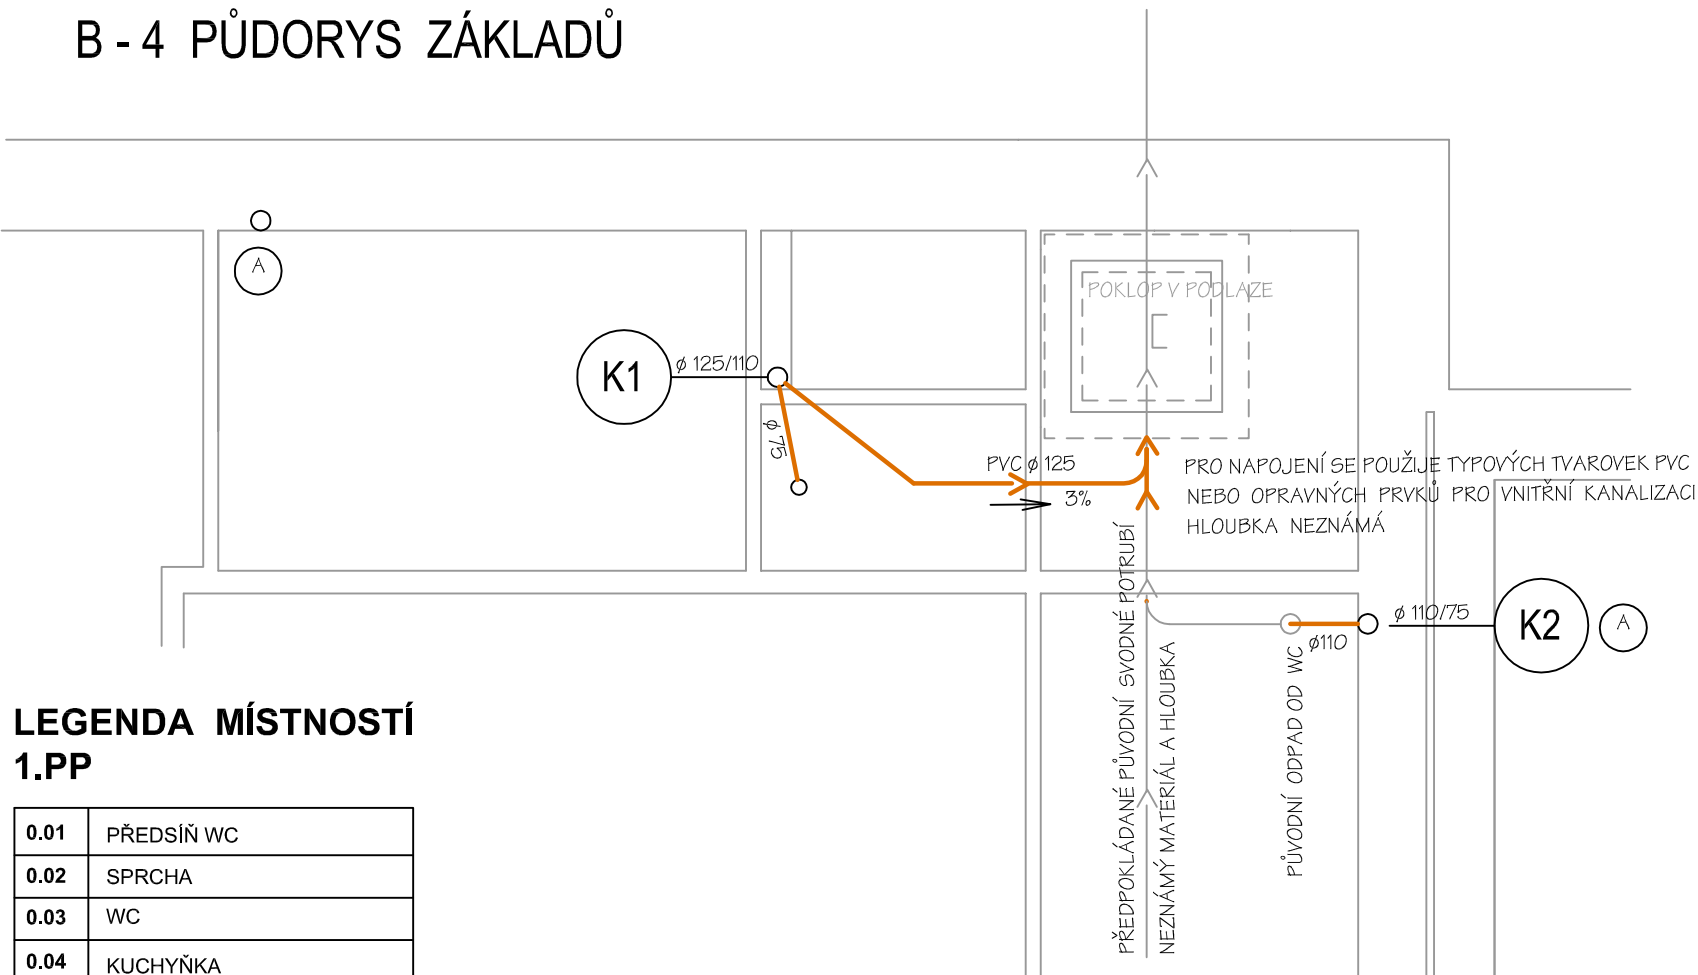 B - 4 PŮDORYS ZÁKLADŮ
A
POKLOP V PODLAZE
K1
ϕ 125/110
ϕ 75
PVC ϕ 125
3%
PRO NAPOJENÍ SE POUŽIJE TYPOVÝCH TVAROVEK PVC
NEBO OPRAVNÝCH PRVKŮ PRO VNITŘNÍ KANALIZACI
HLOUBKA NEZNÁMÁ
PŘEDPOKLÁDANÉ PŮVODNÍ SVODNÉ POTRUBÍ
NEZNÁMÝ MATERIÁL A HLOUBKA
PŮVODNÍ ODPAD OD WC
ϕ110
ϕ 110/75
K2
A
LEGENDA MÍSTNOSTÍ
1.PP
0.01 PŘEDSÍŇ WC
0.02 SPRCHA
0.03 WC
0.04 KUCHYŇKA